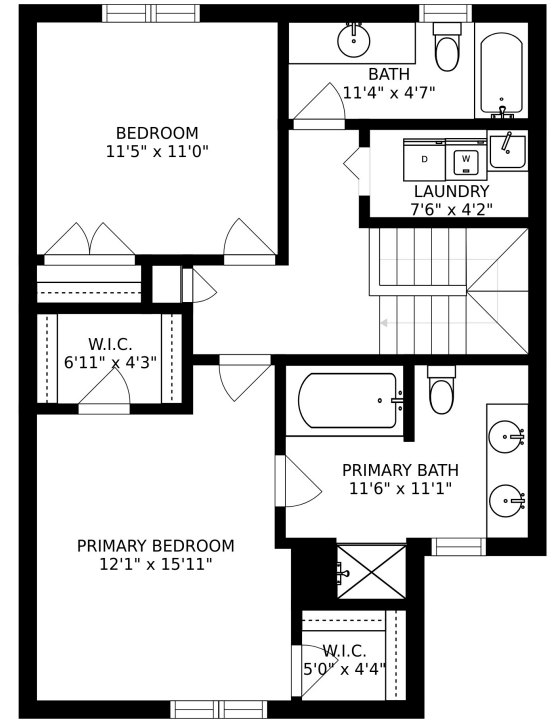 BATH
11'4" x 4'7"
BEDROOM
11'5" x 11'0"
D
W
LAUNDRY
7'6" x 4'2"
W.I.C.
6'11" x 4'3"
PRIMARY BATH
11'6" x 11'1"
PRIMARY BEDROOM
12'1" x 15'11"
W.I.C.
5'0" x 4'4"